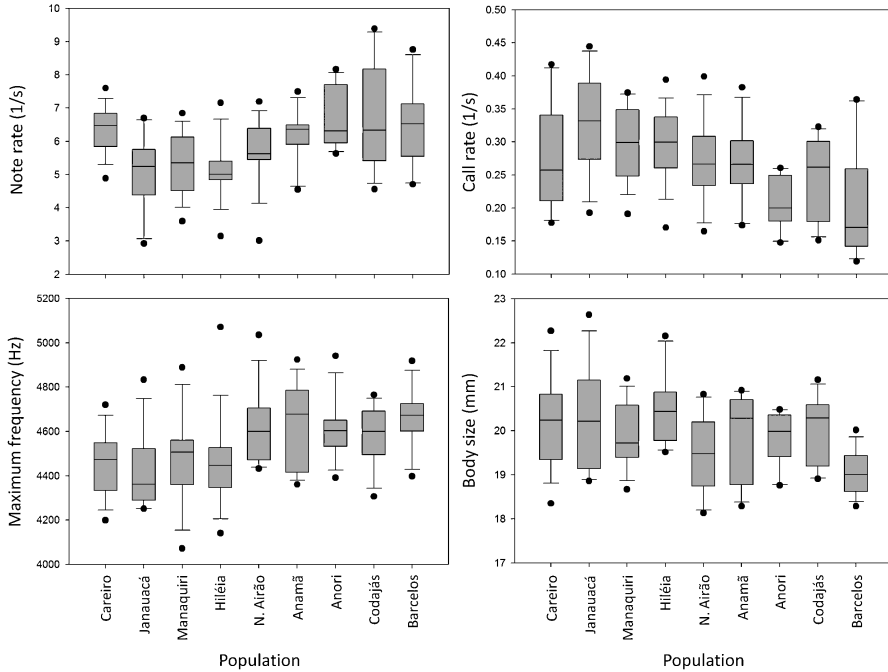 Note rate (1/s)
10
9
8
7
6
5
4
3
2
Call rate (1/s)
0.50
0.45
0.40
0.35
0.30
0.25
0.20
0.15
0.10
Maximum frequency (Hz)
5200
5000
4800
4600
4400
4200
4000
Careiro
Janauacá
Manaquiri
Hiléia
N. Airão
Anamã
Anori
Codajás
Barcelos
Population
Body size (mm)
23
22
21
20
19
18
17
Careiro
Janauacá
Manaquiri
Hiléia
N. Airão
Anamã
Anori
Codajás
Barcelos
Population